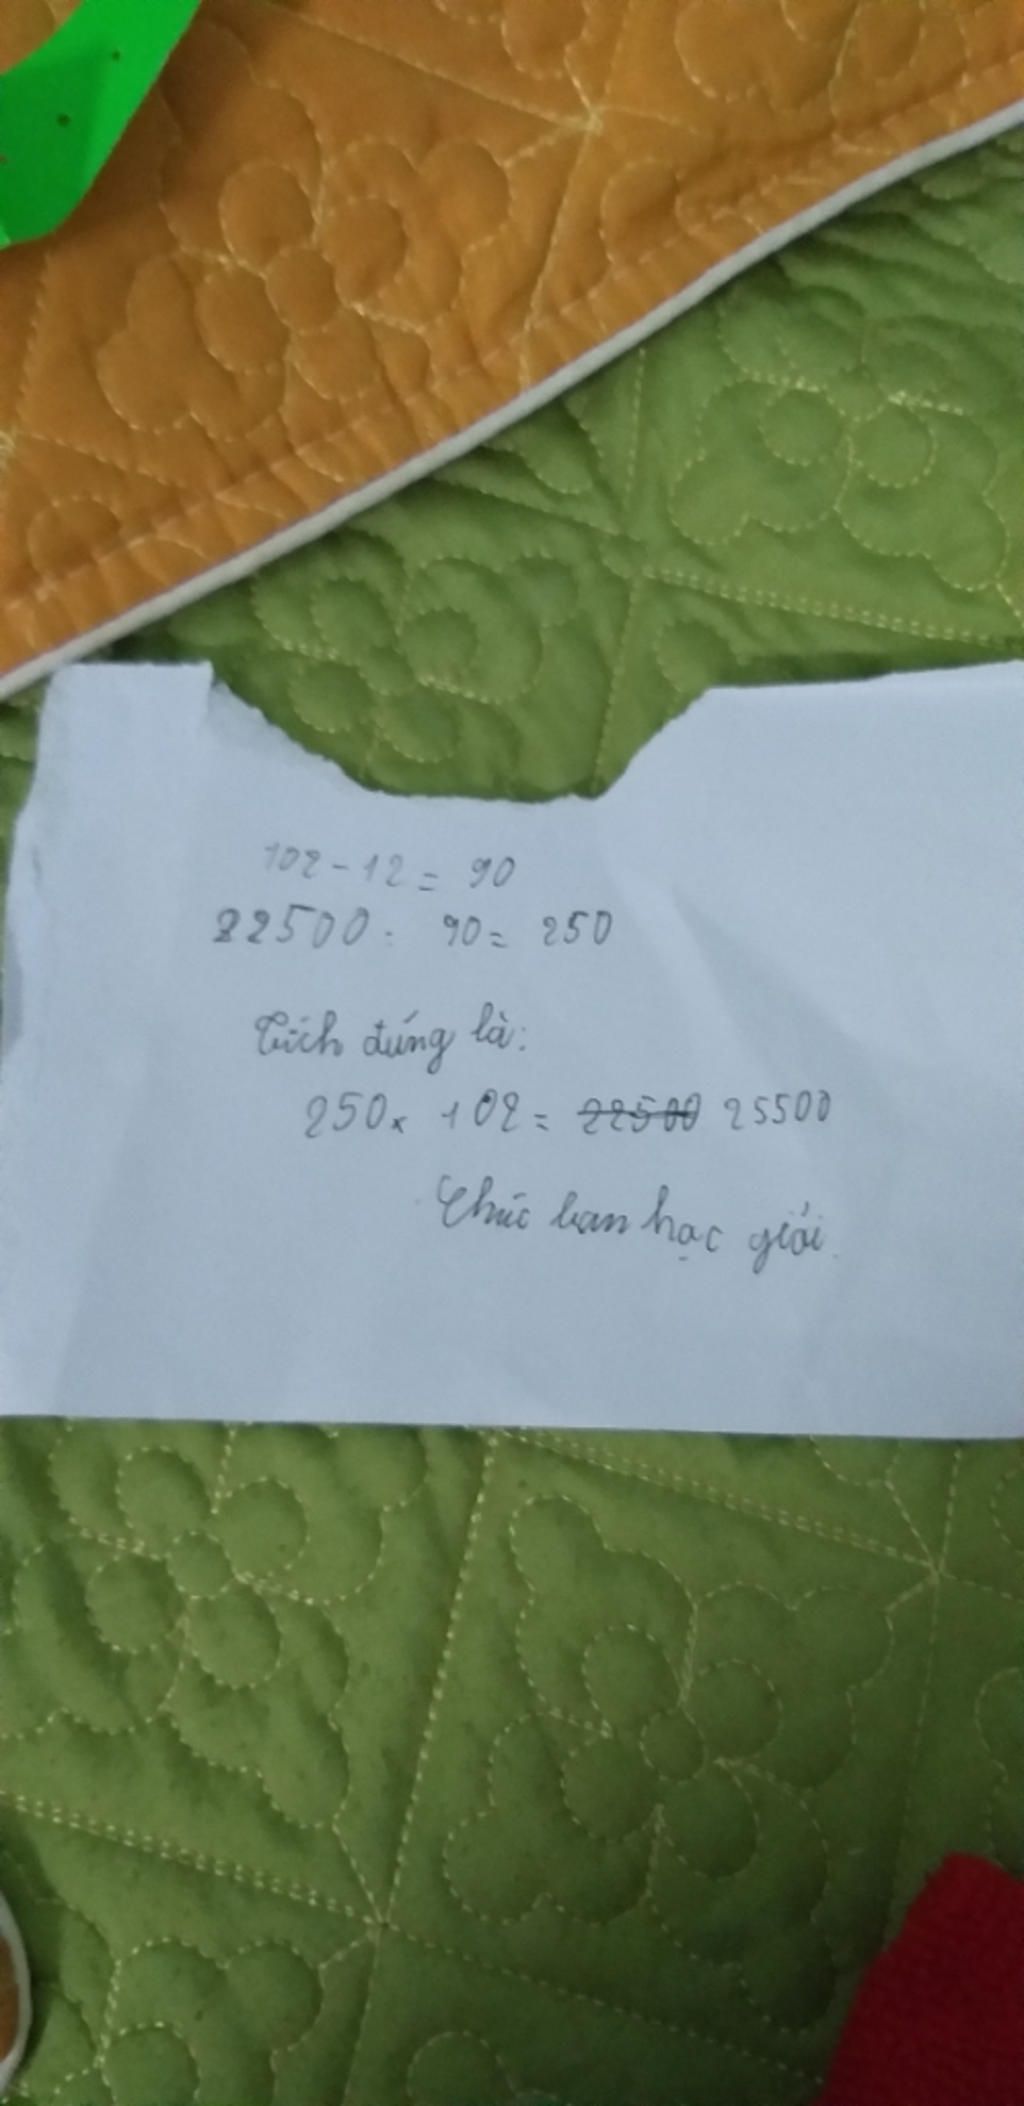 102 - 12 = 90
22500 : 90 = 250
Tích đúng là:
250 x 102 = 22500 25500
Chúc bạn học giỏi.